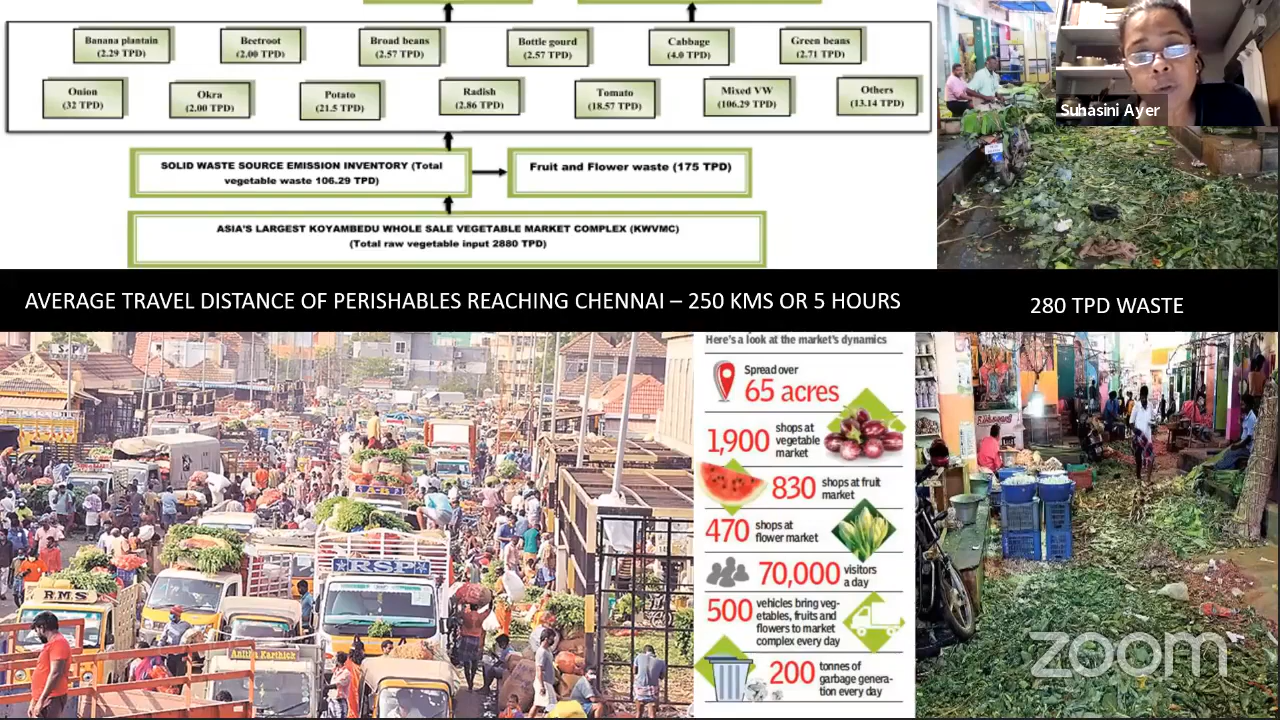 Banana plantain
(2.29 TPD)
Beetroot
(2.00 TPD)
Broad beans
(2.57 TPD)
Bottle gourd
(2.57 TPD)
Cabbage
(4.0 TPD)
Green beans
(2.71 TPD)
Onion
(32 TPD)
Okra
(2.00 TPD)
Potato
(21.5 TPD)
Radish
(2.86 TPD)
Tomato
(18.57 TPD)
Mixed VW
(106.29 TPD)
Others
(13.14 TPD)
Suhasini Ayer
SOLID WASTE SOURCE EMISSION INVENTORY (Total
vegetable waste 106.29 TPD)
Fruit and Flower waste (175 TPD)
ASIA'S LARGEST KOYAMBEDU WHOLE SALE VEGETABLE MARKET COMPLEX (KWVMC)
(Total raw vegetable input 2880 TPD)
AVERAGE TRAVEL DISTANCE OF PERISHABLES REACHING CHENNAI – 250 KMS OR 5 HOURS
280 TPD WASTE
Here's a look at the market's dynamics
Spread over
65 acres
1,900 shops at
vegetable
market
830 shops at fruit
market
470 shops at
flower market
70,000 visitors
a day
500 vehicles bring veg-
etables, fruits and
flowers to market
complex every day
200 tonnes of
garbage genera-
tion every day
RSP
RMS
Anitha Karthick
zoom